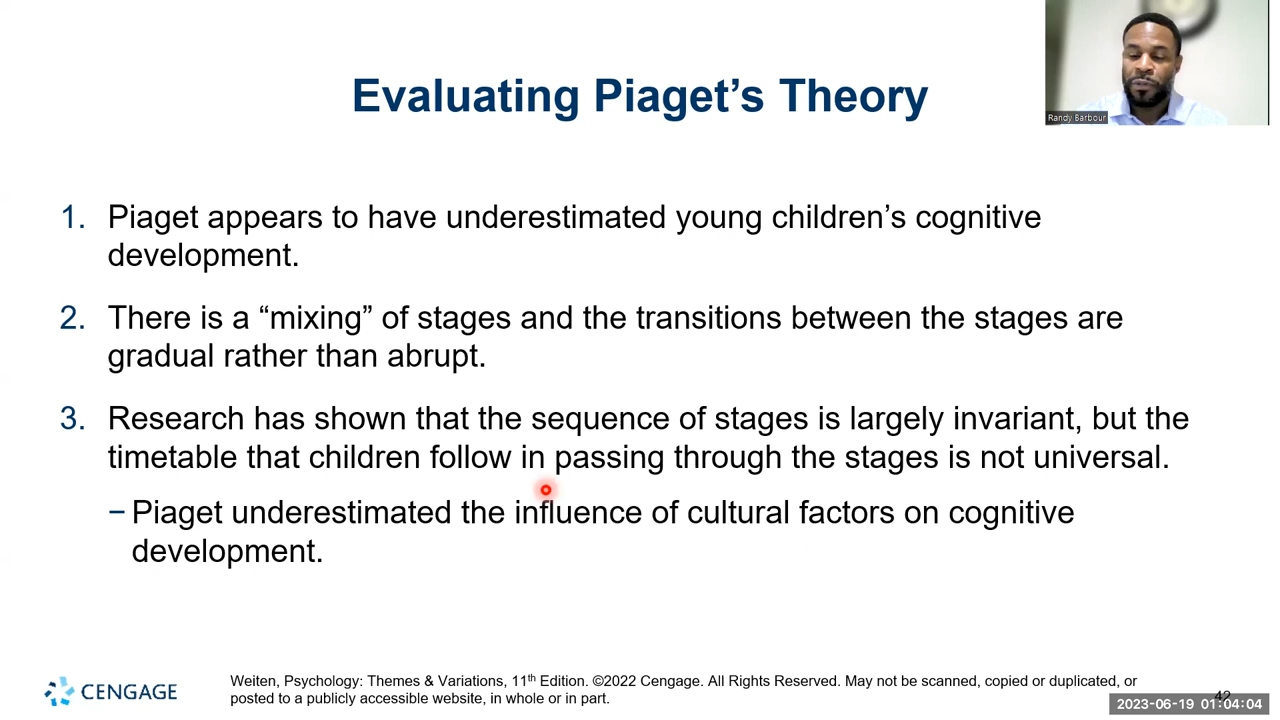 Evaluating Piaget’s Theory
Randy Barbour
1. Piaget appears to have underestimated young children’s cognitive
development.
2. There is a “mixing” of stages and the transitions between the stages are
gradual rather than abrupt.
3. Research has shown that the sequence of stages is largely invariant, but the
timetable that children follow in passing through the stages is not universal.
− Piaget underestimated the influence of cultural factors on cognitive
development.
CENGAGE
Weiten, Psychology: Themes & Variations, 11th Edition. ©2022 Cengage. All Rights Reserved. May not be scanned, copied or duplicated, or
posted to a publicly accessible website, in whole or in part.
42
2023-06-19 01:04:04